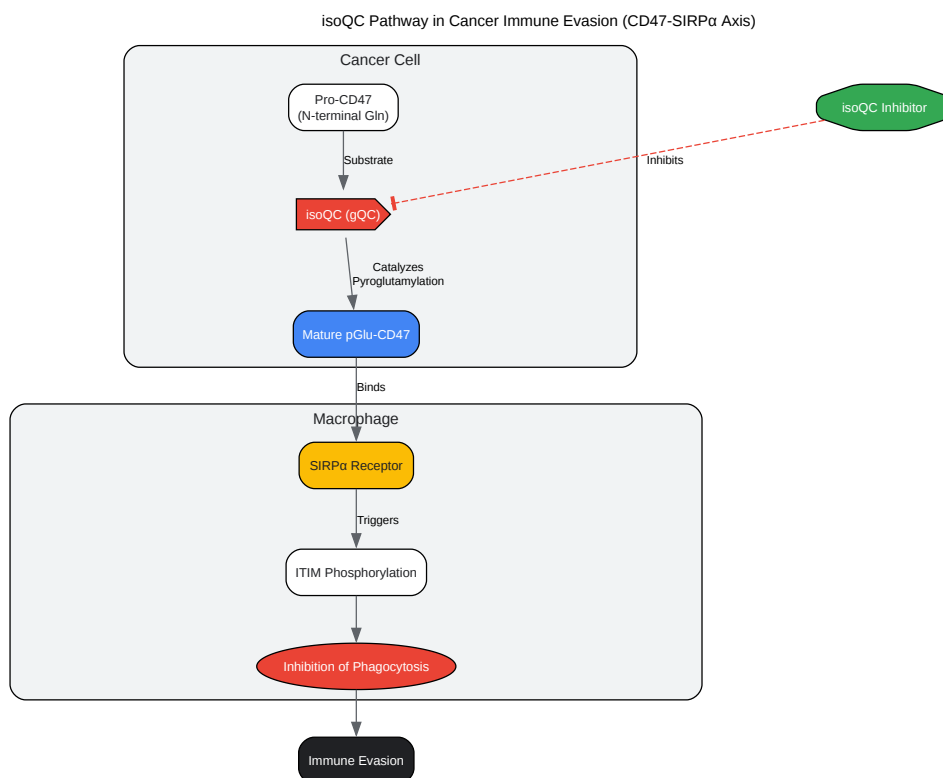 isoQC Pathway in Cancer Immune Evasion (CD47-SIRPα Axis)
Cancer Cell
Pro-CD47
(N-terminal Gln)
isoQC Inhibitor
Substrate
Inhibits
isoQC (gQC)
Catalyzes
Pyroglutamylation
Mature pGlu-CD47
Binds
Macrophage
SIRPα Receptor
Triggers
ITIM Phosphorylation
Inhibition of Phagocytosis
Immune Evasion